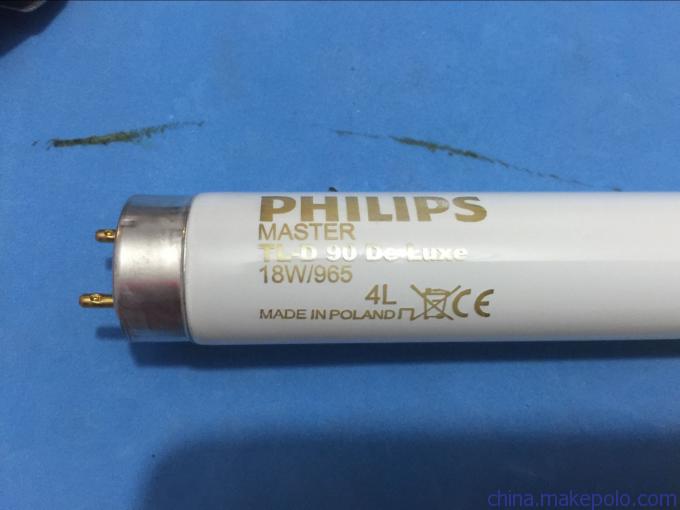 PHILIPS
MASTER
TL-D 90 De Luxe
18W/965
4L
MADE IN POLAND CE
china.makepolo.com